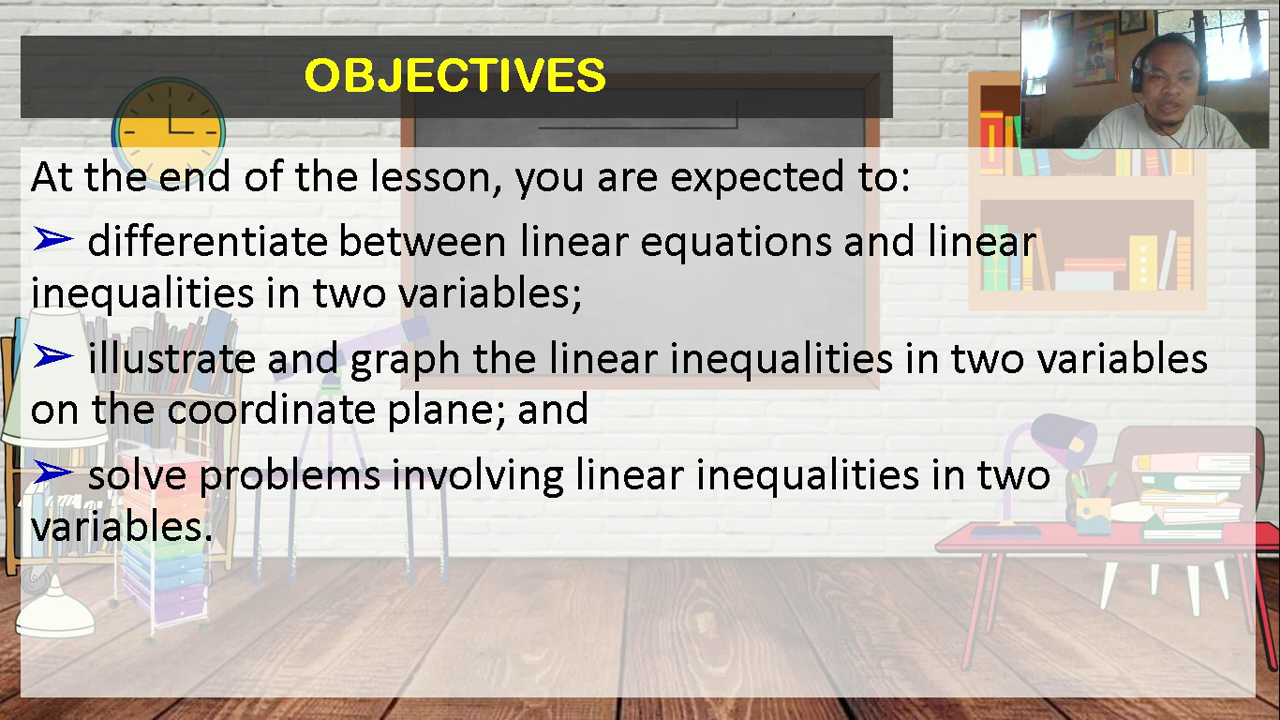 OBJECTIVES
At the end of the lesson, you are expected to:
➢ differentiate between linear equations and linear
inequalities in two variables;
➢ illustrate and graph the linear inequalities in two variables
on the coordinate plane; and
➢ solve problems involving linear inequalities in two
variables.